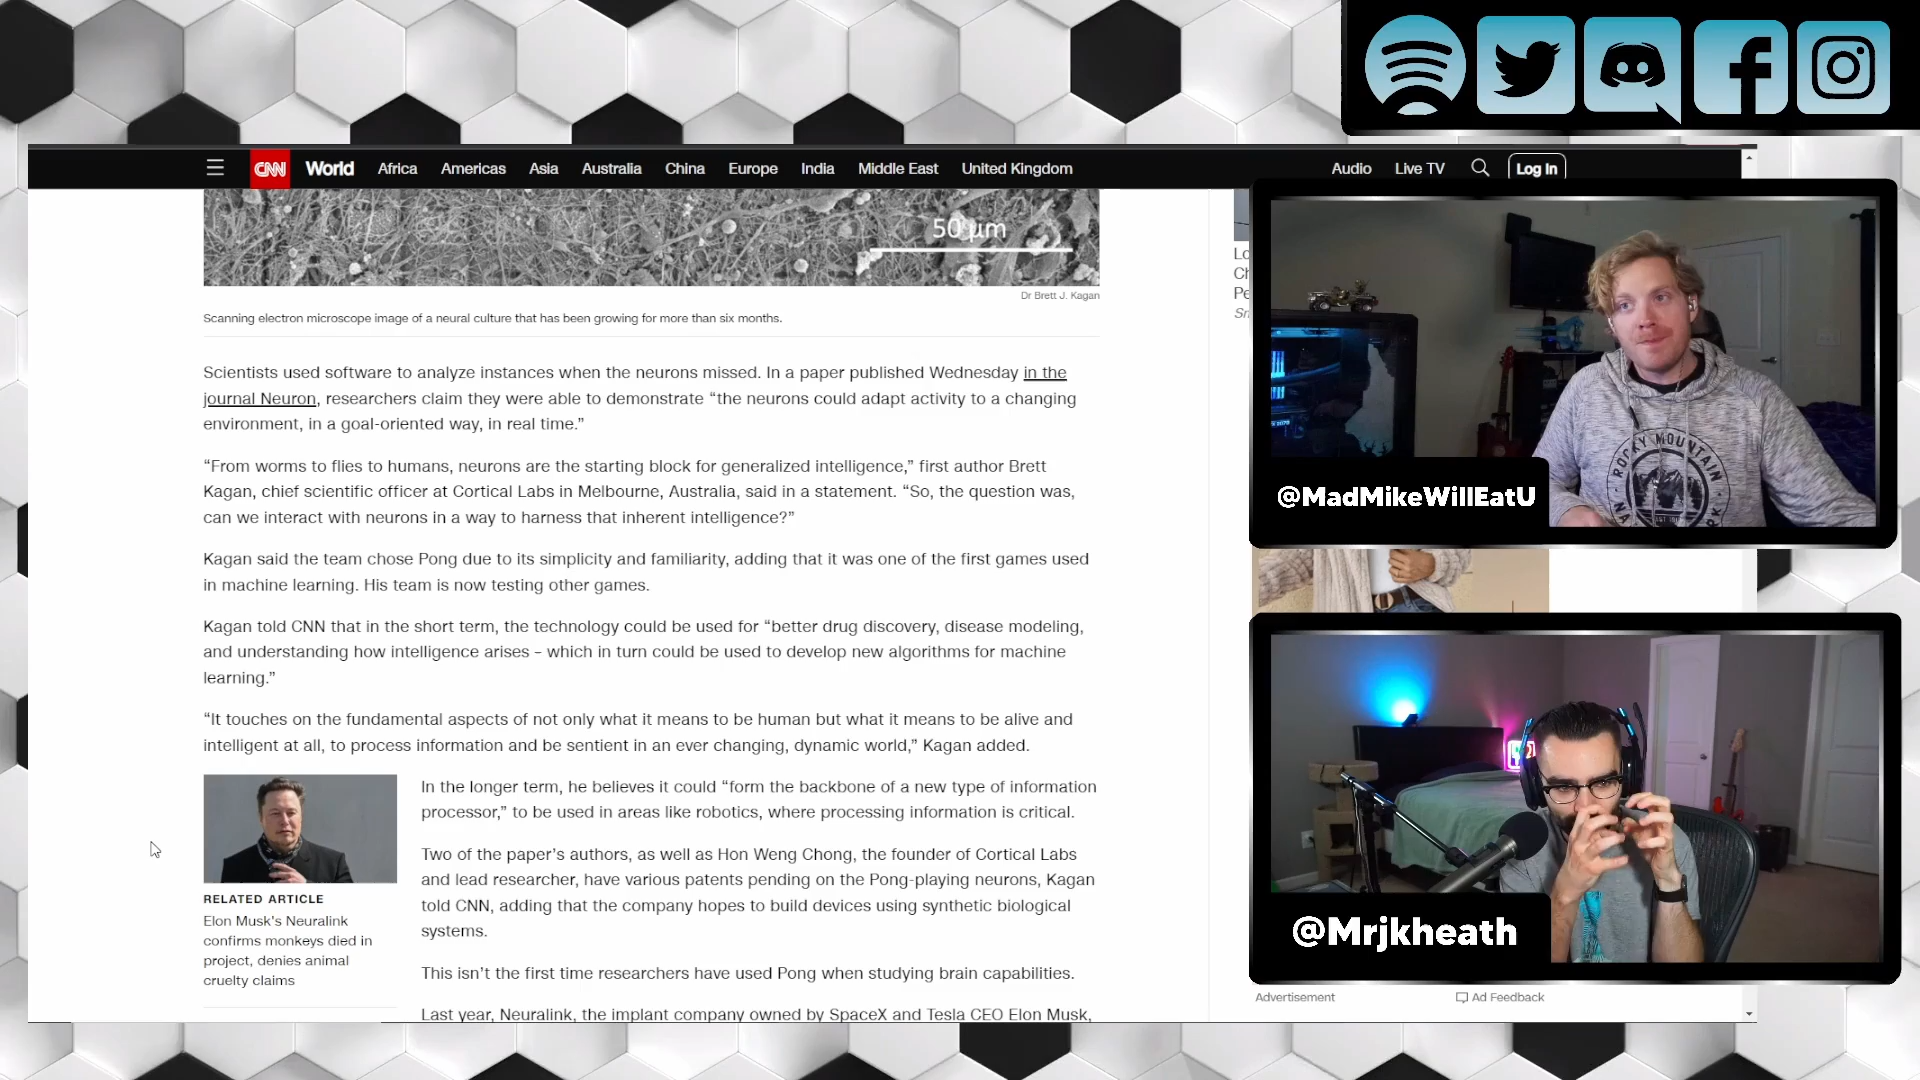 CNN World Africa Americas Asia Australia China Europe India Middle East United Kingdom Audio Live TV Log In
50 µm
Dr Brett J. Kagan
Scanning electron microscope image of a neural culture that has been growing for more than six months.
Scientists used software to analyze instances when the neurons missed. In a paper published Wednesday in the
journal Neuron, researchers claim they were able to demonstrate “the neurons could adapt activity to a changing
environment, in a goal-oriented way, in real time.”
“From worms to flies to humans, neurons are the starting block for generalized intelligence,” first author Brett
Kagan, chief scientific officer at Cortical Labs in Melbourne, Australia, said in a statement. “So, the question was,
can we interact with neurons in a way to harness that inherent intelligence?”
Kagan said the team chose Pong due to its simplicity and familiarity, adding that it was one of the first games used
in machine learning. His team is now testing other games.
Kagan told CNN that in the short term, the technology could be used for “better drug discovery, disease modeling,
and understanding how intelligence arises – which in turn could be used to develop new algorithms for machine
learning.”
“It touches on the fundamental aspects of not only what it means to be human but what it means to be alive and
intelligent at all, to process information and be sentient in an ever changing, dynamic world,” Kagan added.
In the longer term, he believes it could “form the backbone of a new type of information
processor,” to be used in areas like robotics, where processing information is critical.
Two of the paper’s authors, as well as Hon Weng Chong, the founder of Cortical Labs
and lead researcher, have various patents pending on the Pong-playing neurons, Kagan
told CNN, adding that the company hopes to build devices using synthetic biological
systems.
This isn’t the first time researchers have used Pong when studying brain capabilities.
Last year, Neuralink, the implant company owned by SpaceX and Tesla CEO Elon Musk,
RELATED ARTICLE
Elon Musk's Neuralink
confirms monkeys died in
project, denies animal
cruelty claims
ROCKY MOUNTAIN
@MadMikeWillEatU
@Mrjkheath
Advertisement Ad Feedback